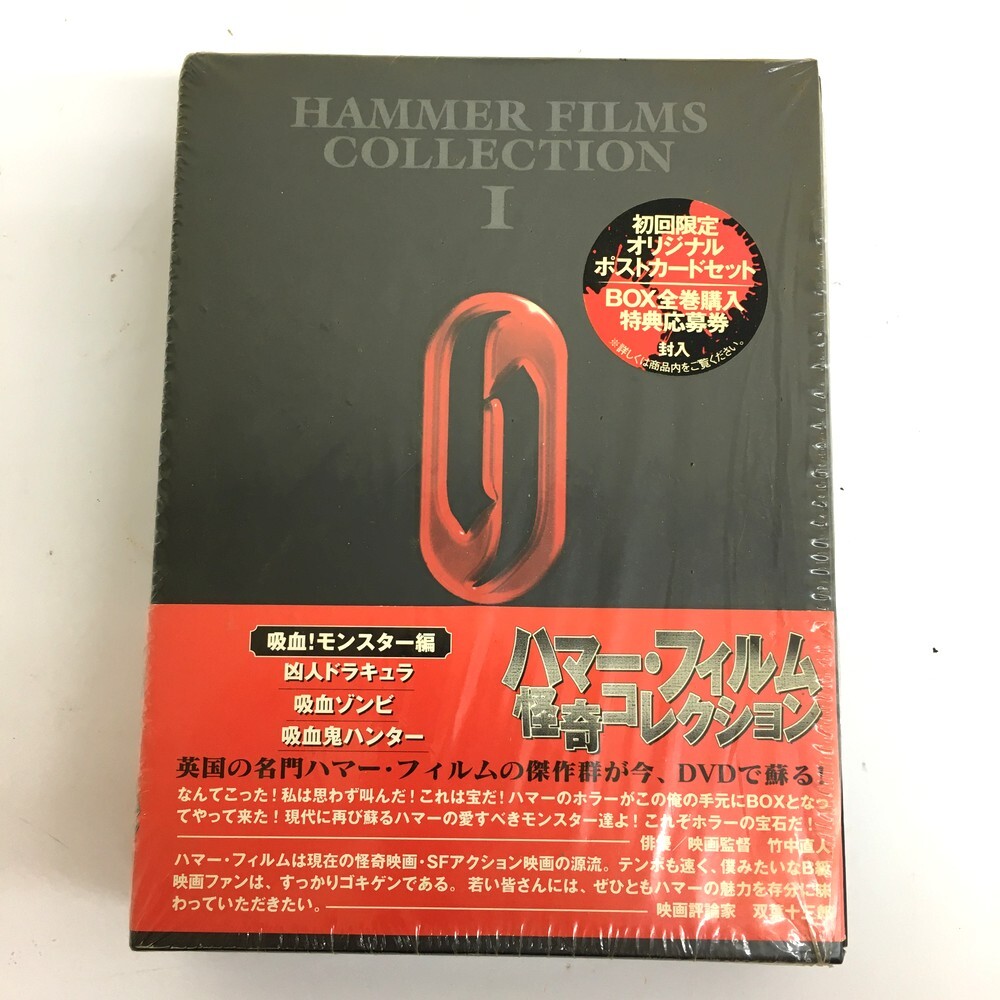 HAMMER FILMS
COLLECTION
I
初回限定
オリジナル
ポストカードセット
BOX全巻購入
特典応募券
封入
※詳しくは商品内をご覧ください。
吸血!モンスター編
凶人ドラキュラ
吸血ゾンビ
吸血鬼ハンター
ハマー・フィルム
怪奇コレクション
英国の名門ハマー・フィルムの傑作群が今、DVDで蘇る!
なんてこった!私は思わず叫んだ!これは宝だ!ハマーのホラーがこの俺の手元にBOXとなっ
てやって来た!現代に再び蘇るハマーの愛すべきモンスター達よ!これぞホラーの宝石だ!
俳優 映画監督 竹中直人
ハマー・フィルムは現在の怪奇映画・SFアクション映画の源流。テンポも速く、僕みたいなB級
映画ファンは、すっかりゴキゲンである。若い皆さんには、ぜひともハマーの魅力を存分に味
わっていただきたい。
映画評論家 双葉十三郎